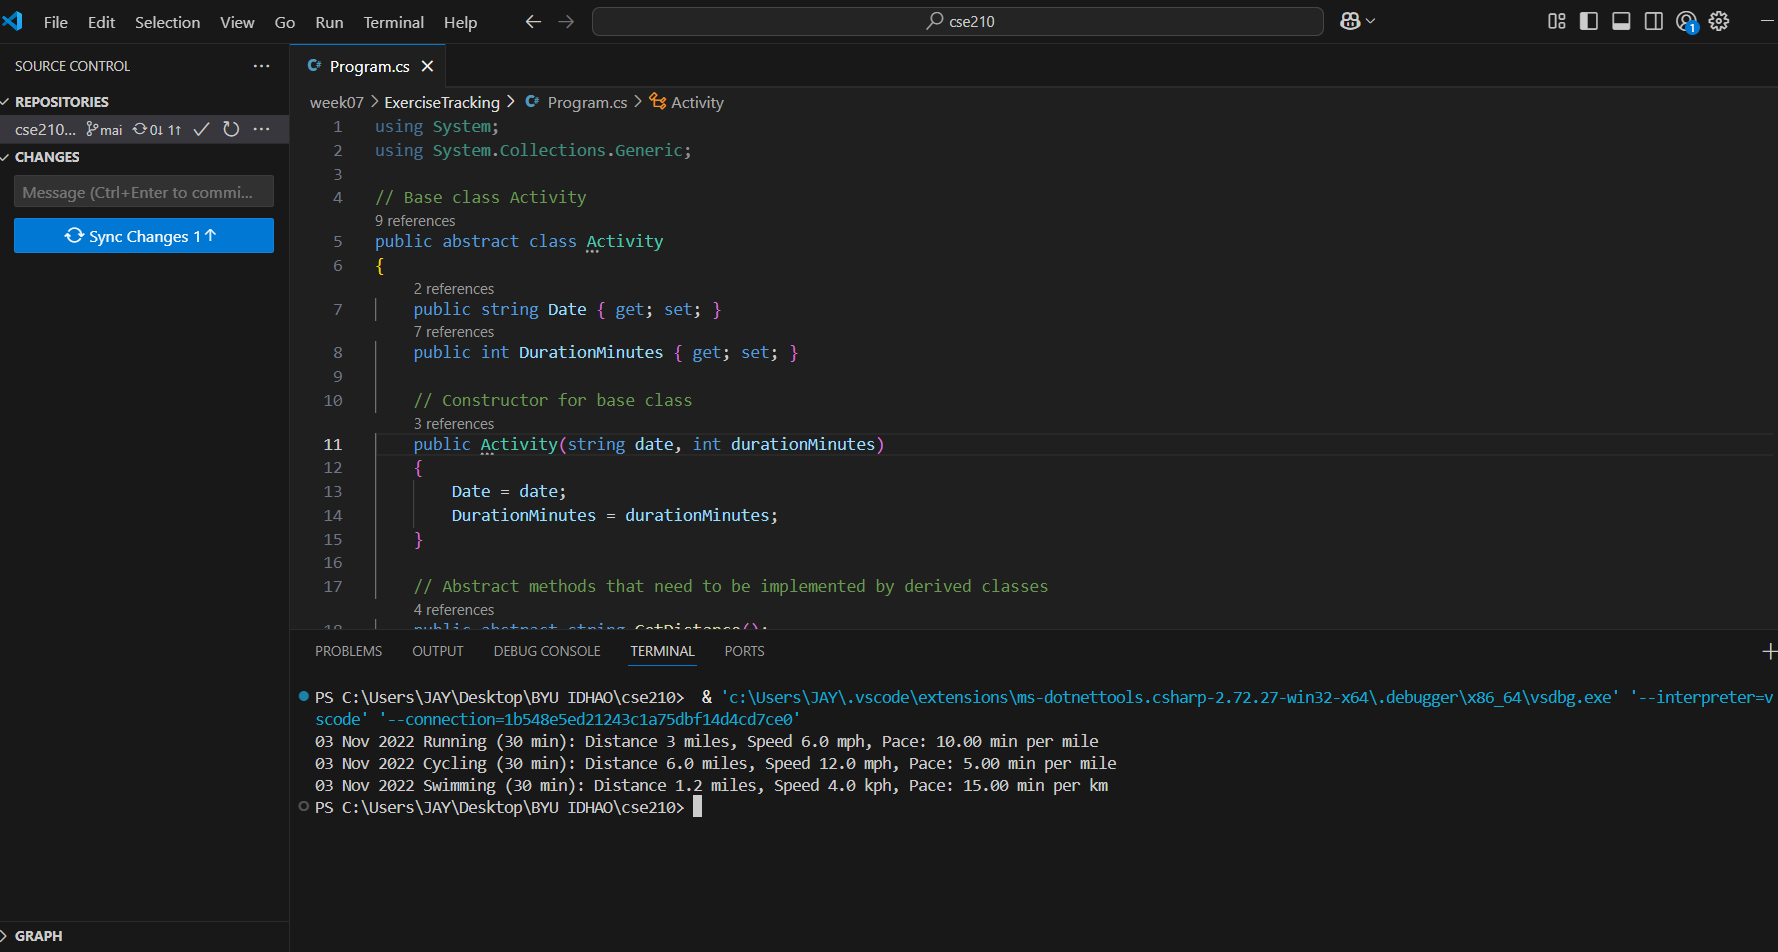 File Edit Selection View Go Run Terminal Help
cse210
1
SOURCE CONTROL
REPOSITORIES
cse210... mai 0↓ 1↑
CHANGES
Message (Ctrl+Enter to commi...
Sync Changes 1↑
GRAPH
Program.cs
week07 > ExerciseTracking > Program.cs > Activity
1 using System;
2 using System.Collections.Generic;
3
4 // Base class Activity
9 references
5 public abstract class Activity
6 {
2 references
7 public string Date { get; set; }
7 references
8 public int DurationMinutes { get; set; }
9
10 // Constructor for base class
3 references
11 public Activity(string date, int durationMinutes)
12 {
13 Date = date;
14 DurationMinutes = durationMinutes;
15 }
16
17 // Abstract methods that need to be implemented by derived classes
4 references
18 public abstract string GetDistance();
PROBLEMS OUTPUT DEBUG CONSOLE TERMINAL PORTS
PS C:\Users\JAY\Desktop\BYU IDHAO\cse210> & 'c:\Users\JAY\.vscode\extensions\ms-dotnettools.csharp-2.72.27-win32-x64\.debugger\x86_64\vsdbg.exe' '--interpreter=v
scode' '--connection=1b548e5ed21243c1a75dbf14d4cd7ce0'
03 Nov 2022 Running (30 min): Distance 3 miles, Speed 6.0 mph, Pace: 10.00 min per mile
03 Nov 2022 Cycling (30 min): Distance 6.0 miles, Speed 12.0 mph, Pace: 5.00 min per mile
03 Nov 2022 Swimming (30 min): Distance 1.2 miles, Speed 4.0 kph, Pace: 15.00 min per km
PS C:\Users\JAY\Desktop\BYU IDHAO\cse210>